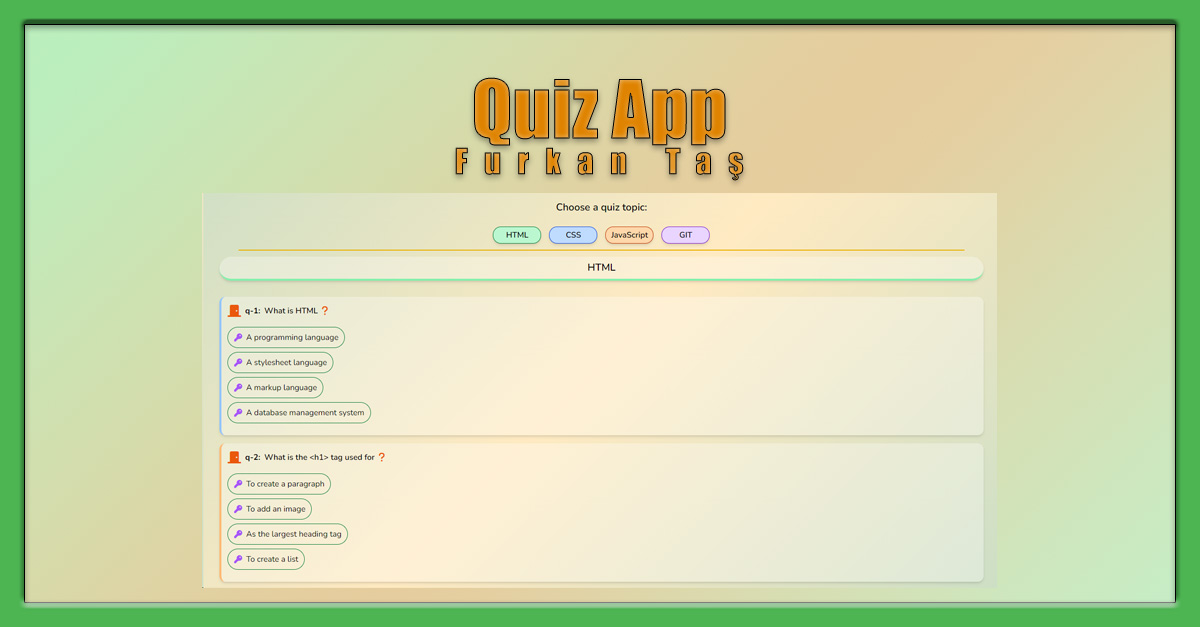 Quiz App
Furkan Taş
Choose a quiz topic:
HTML CSS JavaScript GIT
HTML
q-1: What is HTML ❓
A programming language
A stylesheet language
A markup language
A database management system
q-2: What is the <h1> tag used for ❓
To create a paragraph
To add an image
As the largest heading tag
To create a list